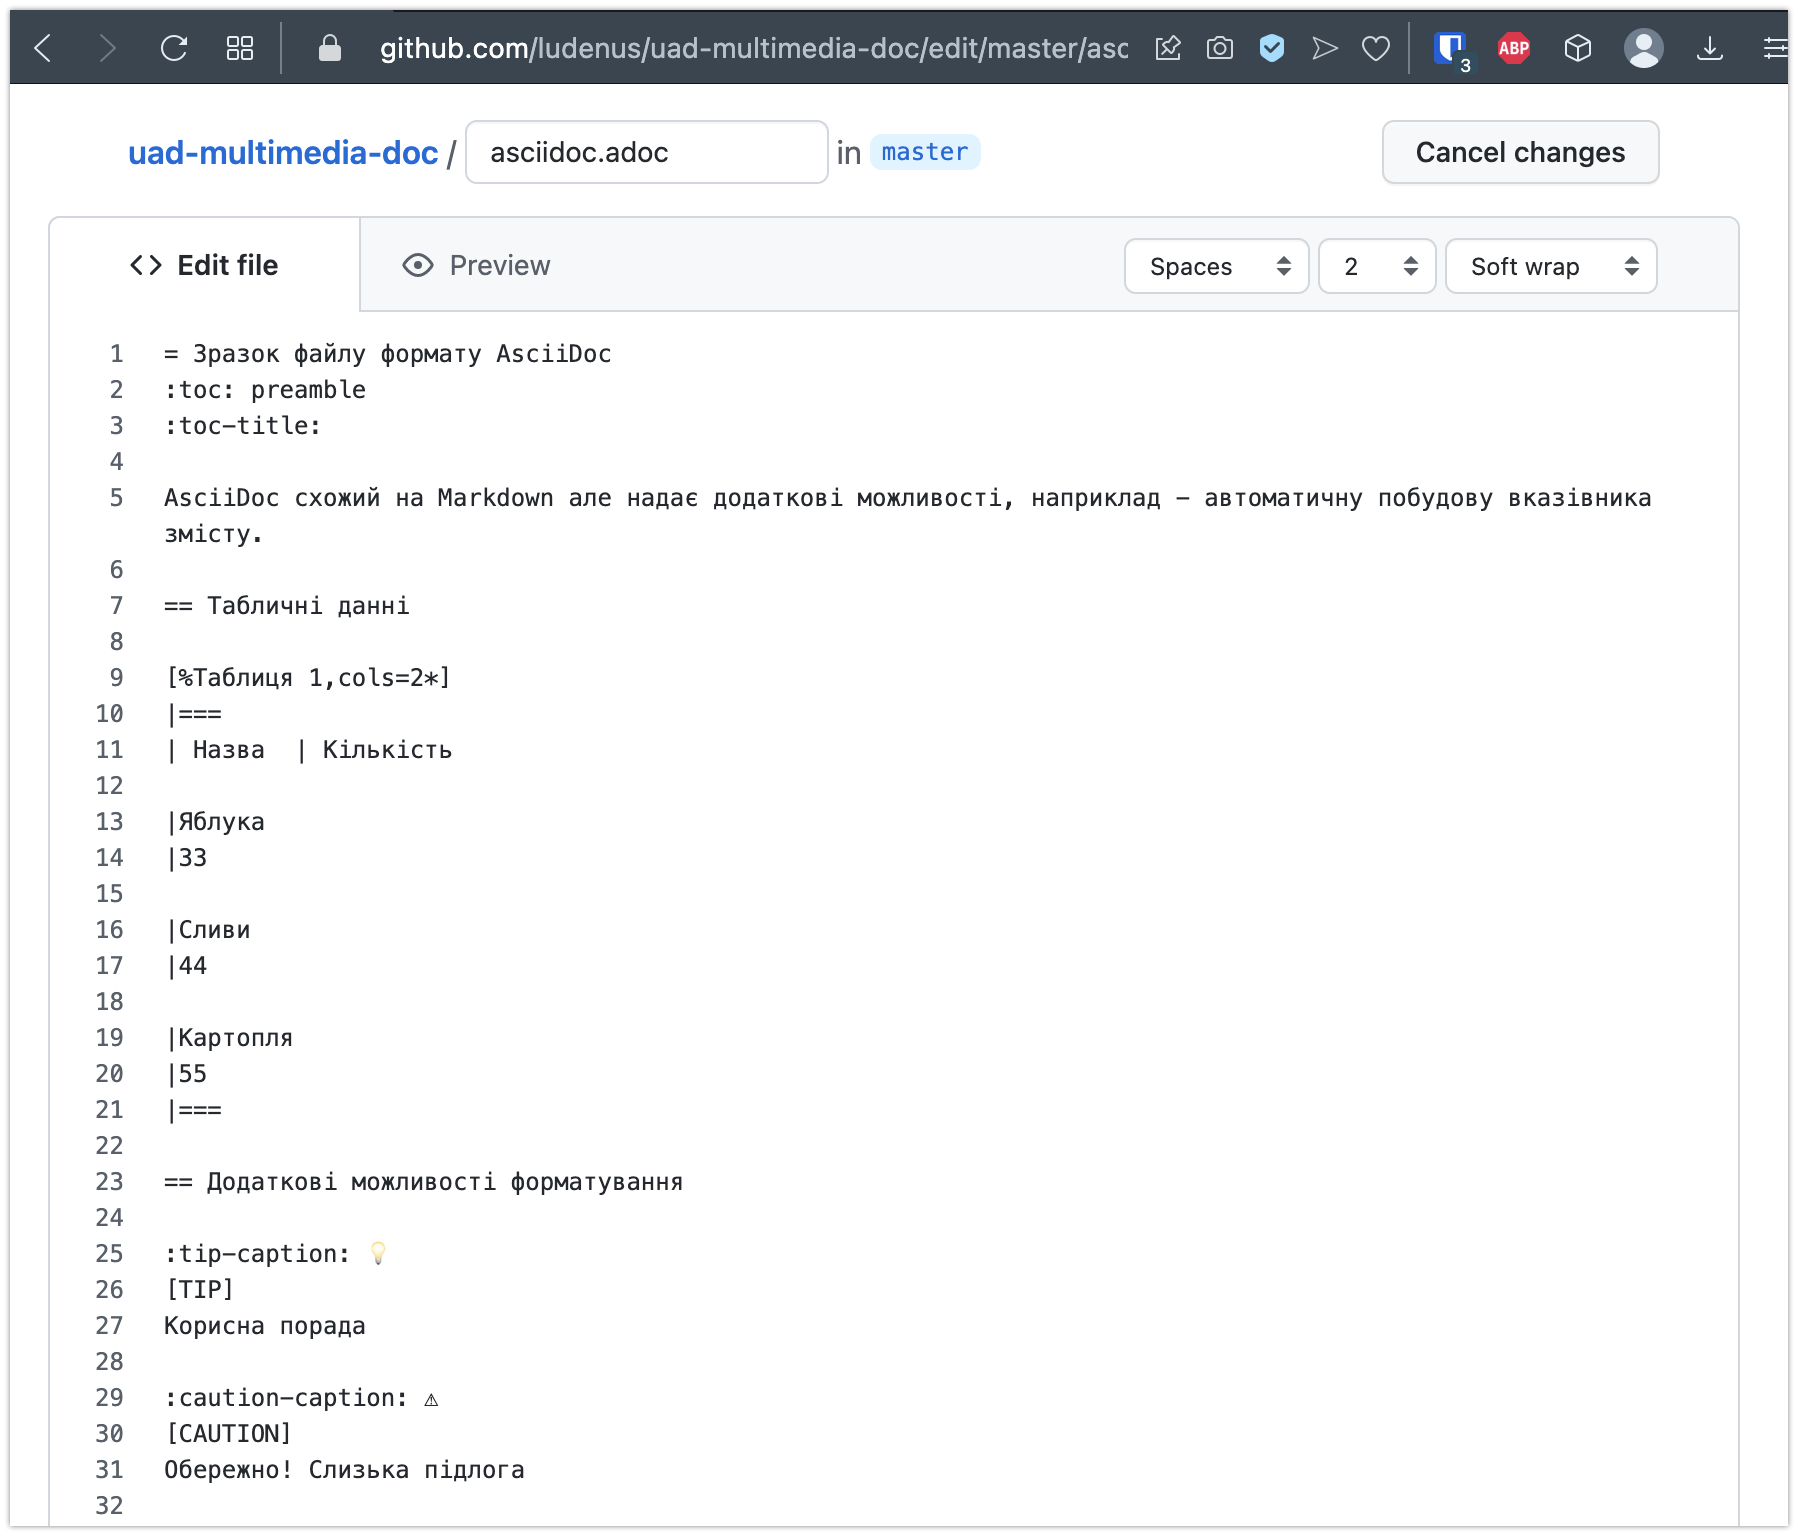 github.com/ludenus/uad-multimedia-doc/edit/master/asc
3
ABP
uad-multimedia-doc / asciidoc.adoc in master
Cancel changes
Edit file
Preview
Spaces
2
Soft wrap
1 = Зразок файлу формату AsciiDoc
2 :toc: preamble
3 :toc-title:
4
5 AsciiDoc схожий на Markdown але надає додаткові можливості, наприклад - автоматичну побудову вказівника
змісту.
6
7 == Табличні данні
8
9 [%Таблиця 1,cols=2*]
10 |===
11 | Назва  | Кількість
12
13 |Яблука
14 |33
15
16 |Сливи
17 |44
18
19 |Картопля
20 |55
21 |===
22
23 == Додаткові можливості форматування
24
25 :tip-caption: 💡
26 [TIP]
27 Корисна порада
28
29 :caution-caption: ⚠
30 [CAUTION]
31 Обережно! Слизька підлога
32